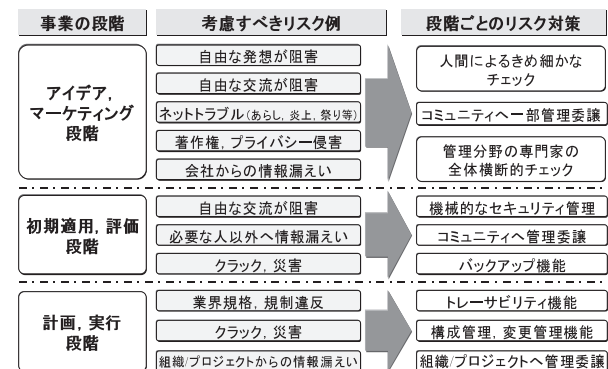 事業の段階
考慮すべきリスク例
段階ごとのリスク対策
アイデア,
マーケティング
段階
自由な発想が阻害
自由な交流が阻害
ネットトラブル(あらし, 炎上, 祭り等)
著作権, プライバシー侵害
会社からの情報漏えい
人間によるきめ細かな
チェック
コミュニティへ一部管理委譲
管理分野の専門家の
全体横断的チェック
初期適用, 評価
段階
自由な交流が阻害
必要な人以外へ情報漏えい
クラック, 災害
機械的なセキュリティ管理
コミュニティへ管理委譲
バックアップ機能
計画, 実行
段階
業界規格, 規制違反
クラック, 災害
組織/プロジェクトからの情報漏えい
トレーサビリティ機能
構成管理, 変更管理機能
組織/プロジェクトへ管理委譲